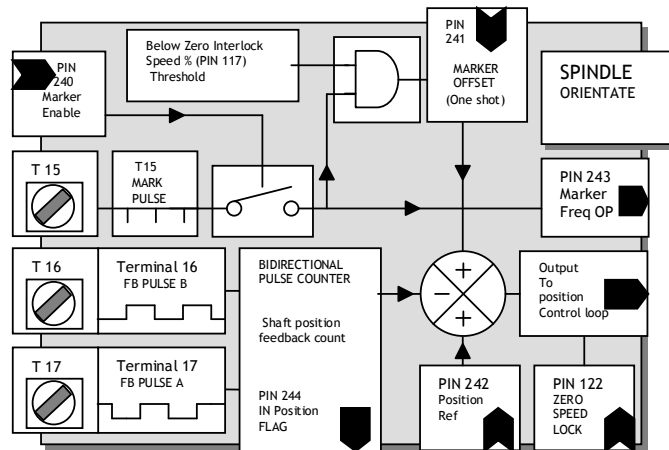 PIN
240
Marker
Enable
Below Zero Interlock
Speed % (PIN 117)
Threshold
PIN
241
MARKER
OFFSET
(One shot)
SPINDLE
ORIENTATE
T 15
T15
MARK
PULSE
PIN 243
Marker
Freq OP
T 16
Terminal 16
FB PULSE B
BIDIRECTIONAL
PULSE COUNTER
Shaft position
feedback count
PIN 244
IN Position
FLAG
+
−
+
Output
To
position
Control loop
T 17
Terminal 17
FB PULSE A
PIN 242
Position
Ref
PIN 122
ZERO
SPEED
LOCK